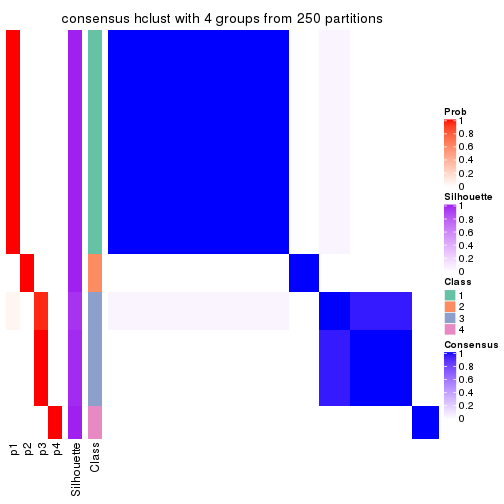 consensus hclust with 4 groups from 250 partitions
Prob
1
0.8
0.6
0.4
0.2
0
Silhouette
1
0.8
0.6
0.4
0.2
0
Class
1
2
3
4
Consensus
1
0.8
0.6
0.4
0.2
0
p1
p2
p3
p4
Silhouette
Class